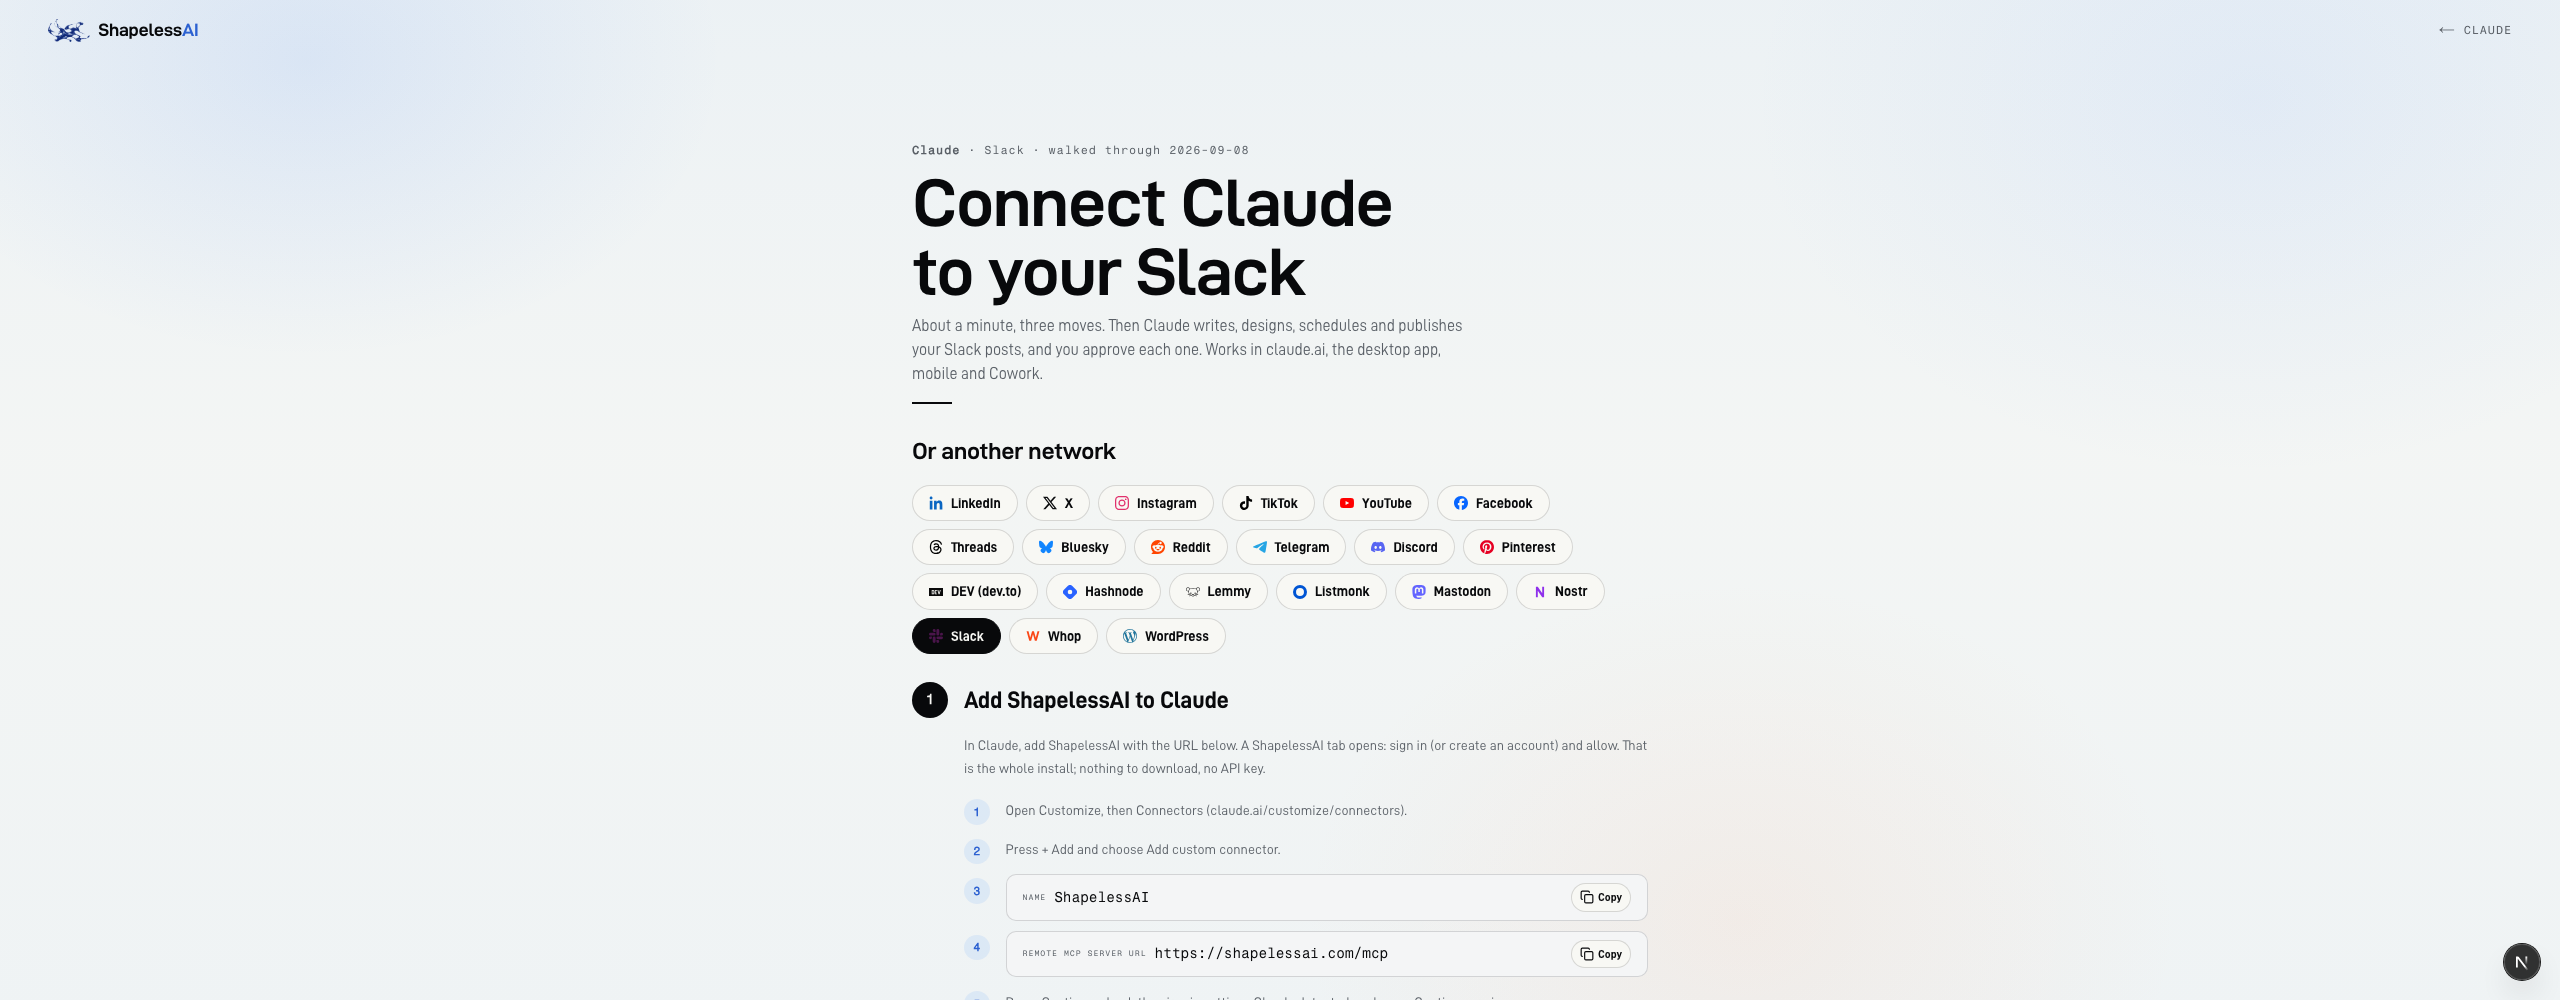 ShapelessAI
← CLAUDE
Claude · Slack · walked through 2026-09-08
Connect Claude
to your Slack
About a minute, three moves. Then Claude writes, designs, schedules and publishes
your Slack posts, and you approve each one. Works in claude.ai, the desktop app,
mobile and Cowork.
Or another network
LinkedIn X Instagram TikTok YouTube Facebook
Threads Bluesky Reddit Telegram Discord Pinterest
DEV (dev.to) Hashnode Lemmy Listmonk Mastodon Nostr
Slack Whop WordPress
1 Add ShapelessAI to Claude
In Claude, add ShapelessAI with the URL below. A ShapelessAI tab opens: sign in (or create an account) and allow. That
is the whole install; nothing to download, no API key.
1 Open Customize, then Connectors (claude.ai/customize/connectors).
2 Press + Add and choose Add custom connector.
3 NAME ShapelessAI Copy
4 REMOTE MCP SERVER URL https://shapelessai.com/mcp Copy
N